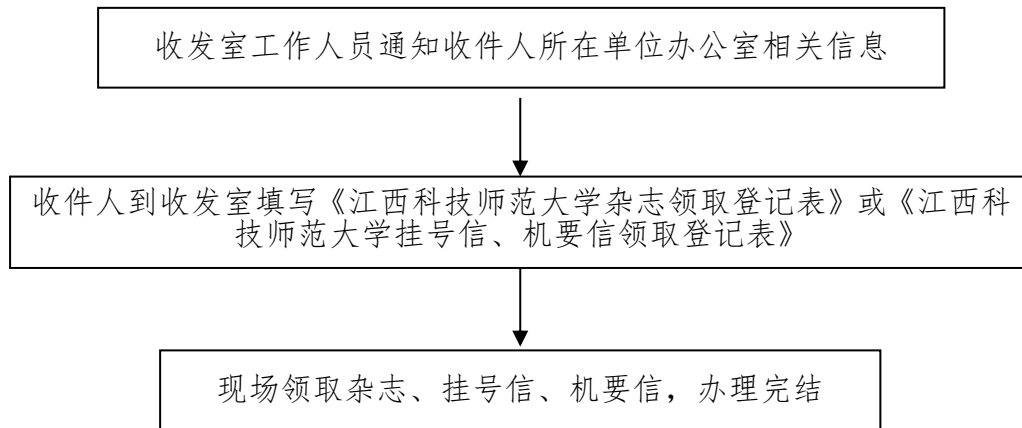 收发室工作人员通知收件人所在单位办公室相关信息
收件人到收发室填写《江西科技师范大学杂志领取登记表》或《江西科
技师范大学挂号信、机要信领取登记表》
现场领取杂志、挂号信、机要信，办理完结